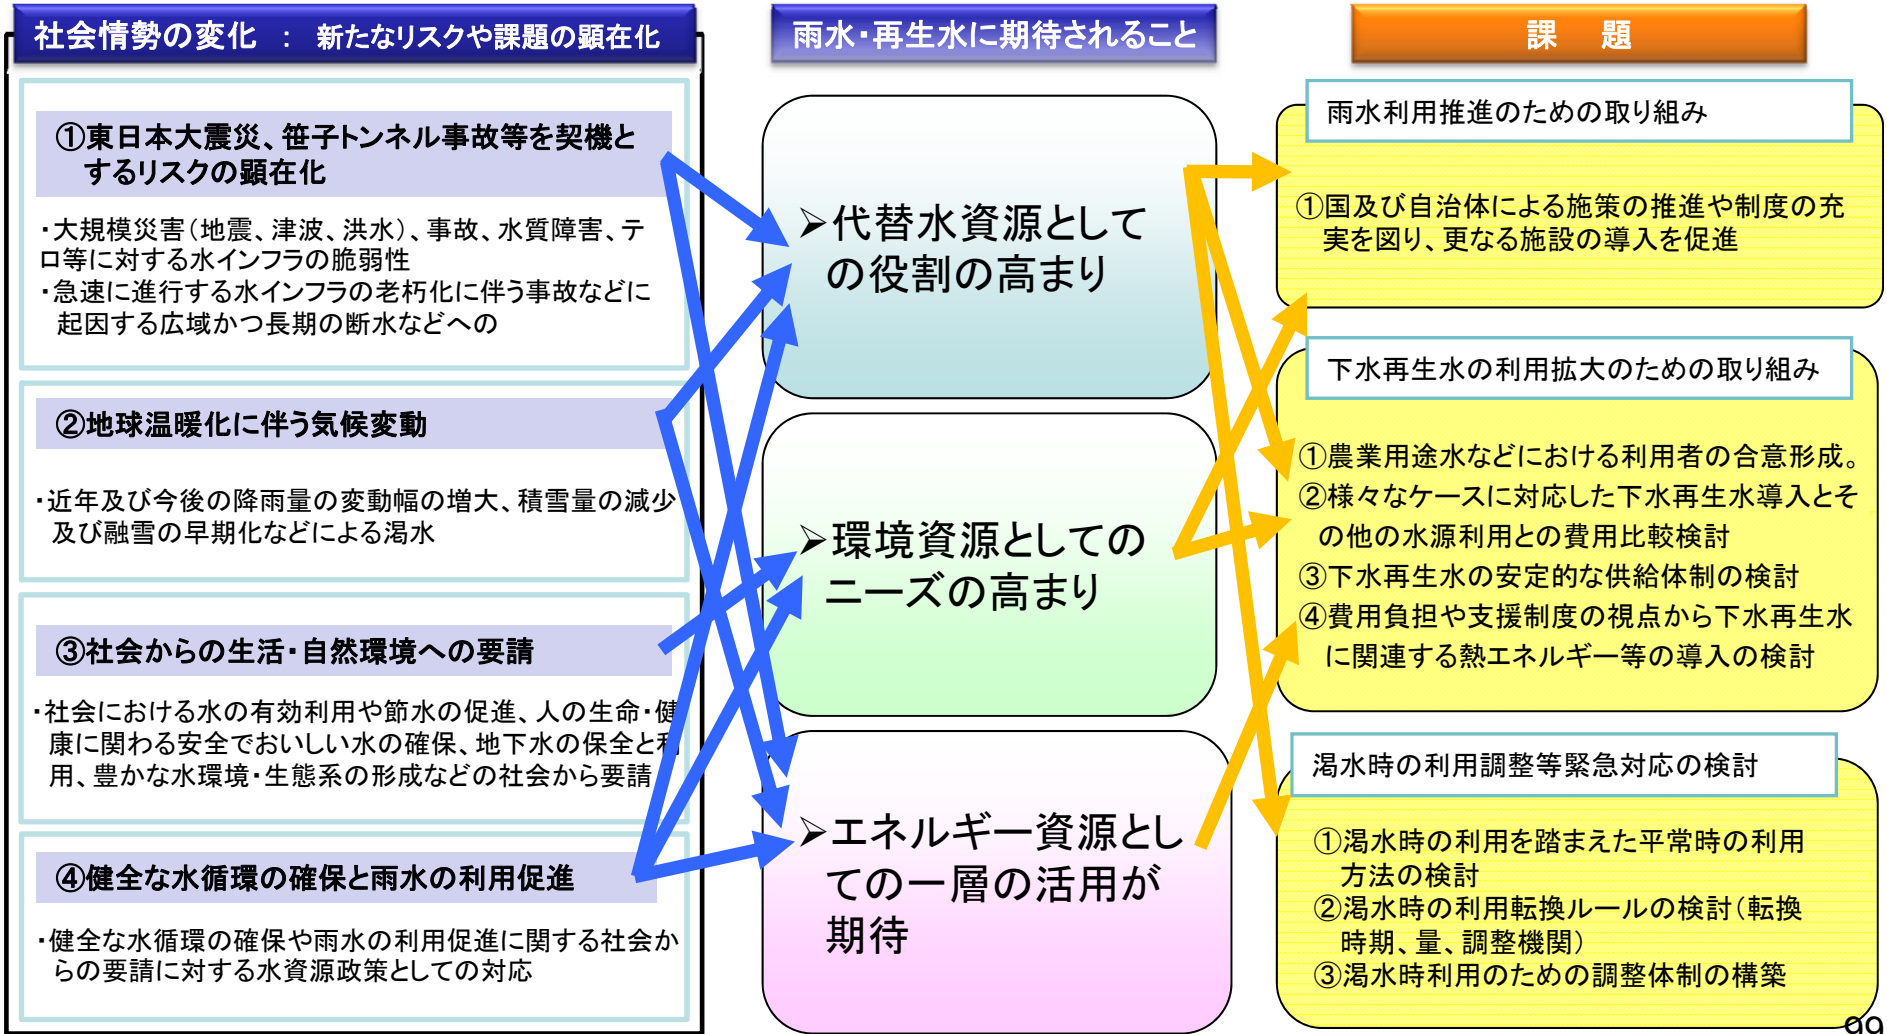 社会情勢の変化 : 新たなリスクや課題の顕在化
①東日本大震災、笹子トンネル事故等を契機と
するリスクの顕在化
・大規模災害(地震、津波、洪水)、事故、水質障害、テ
ロ等に対する水インフラの脆弱性
・急速に進行する水インフラの老朽化に伴う事故などに
起因する広域かつ長期の断水などへの
②地球温暖化に伴う気候変動
・近年及び今後の降雨量の変動幅の増大、積雪量の減少
及び融雪の早期化などによる渇水
③社会からの生活・自然環境への要請
・社会における水の有効利用や節水の促進、人の生命・健
康に関わる安全でおいしい水の確保、地下水の保全と利
用、豊かな水環境・生態系の形成などの社会から要請
④健全な水循環の確保と雨水の利用促進
・健全な水循環の確保や雨水の利用促進に関する社会か
らの要請に対する水資源政策としての対応
雨水・再生水に期待されること
➢代替水資源として
の役割の高まり
➢環境資源としての
ニーズの高まり
➢エネルギー資源とし
ての一層の活用が
期待
課 題
雨水利用推進のための取り組み
①国及び自治体による施策の推進や制度の充
実を図り、更なる施設の導入を促進
下水再生水の利用拡大のための取り組み
①農業用途水などにおける利用者の合意形成。
②様々なケースに対応した下水再生水導入とそ
の他の水源利用との費用比較検討
③下水再生水の安定的な供給体制の検討
④費用負担や支援制度の視点から下水再生水
に関連する熱エネルギー等の導入の検討
渇水時の利用調整等緊急対応の検討
①渇水時の利用を踏まえた平常時の利用
方法の検討
②渇水時の利用転換ルールの検討(転換
時期、量、調整機関)
③渇水時利用のための調整体制の構築